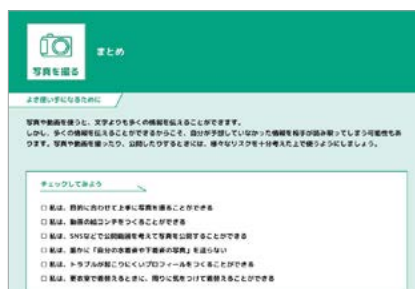 写真を撮る
まとめ
よき使い手になるために
写真や動画を使うと、文字よりも多くの情報を伝えることができます。
しかし、多くの情報を伝えることができるからこそ、自分が予想していなかった情報を相手が読み取ってしまう可能性もあ
ります。写真や動画を撮ったり、公開したりするときには、様々なリスクを十分考えた上で使うようにしましょう。
チェックしてみよう
□ 私は、目的に合わせて上手に写真を撮ることができる
□ 私は、動画の絵コンテをつくることができる
□ 私は、SNSなどで公開範囲を考えて写真を公開することができる
□ 私は、誰かに「自分の水着姿や下着姿の写真」を送らない
□ 私は、トラブルが起こりにくいプロフィールをつくることができる
□ 私は、更衣室で着替えるときに、周りに気をつけて着替えることができる